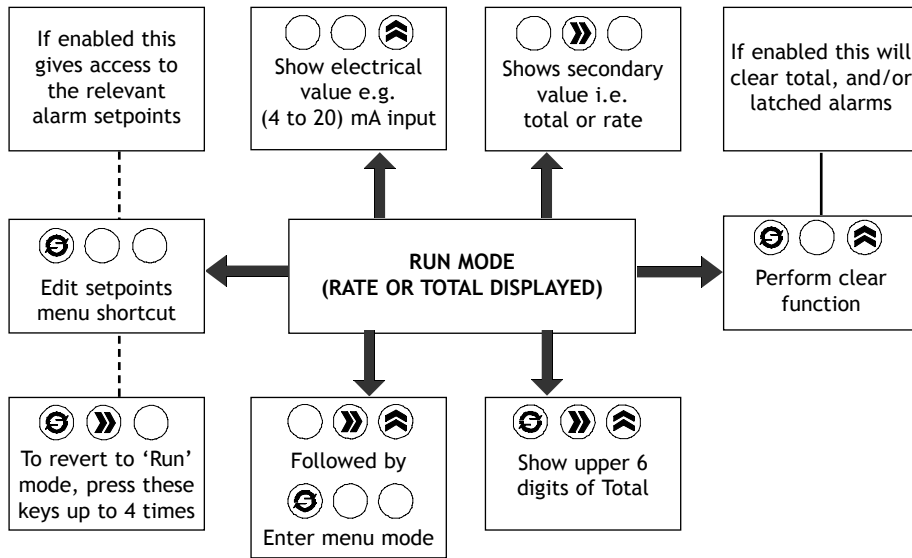 If enabled this
gives access to
the relevant
alarm setpoints
Show electrical
value e.g.
(4 to 20) mA input
Shows secondary
value i.e.
total or rate
If enabled this will
clear total, and/or
latched alarms
Edit setpoints
menu shortcut
RUN MODE
(RATE OR TOTAL DISPLAYED)
Perform clear
function
To revert to ‘Run’
mode, press these
keys up to 4 times
Followed by
Enter menu mode
Show upper 6
digits of Total